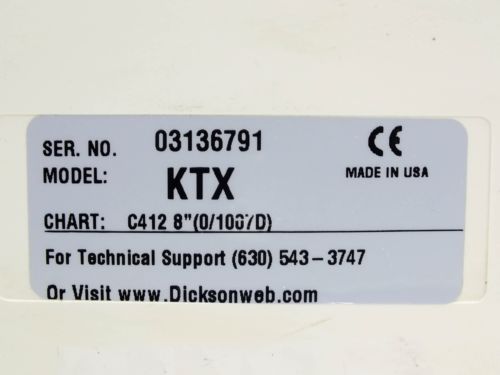 SER. NO. 03136791 CE
MODEL: KTX MADE IN USA
CHART: C412 8"(0/100/D)
For Technical Support (630) 543-3747
Or Visit www.Dicksonweb.com